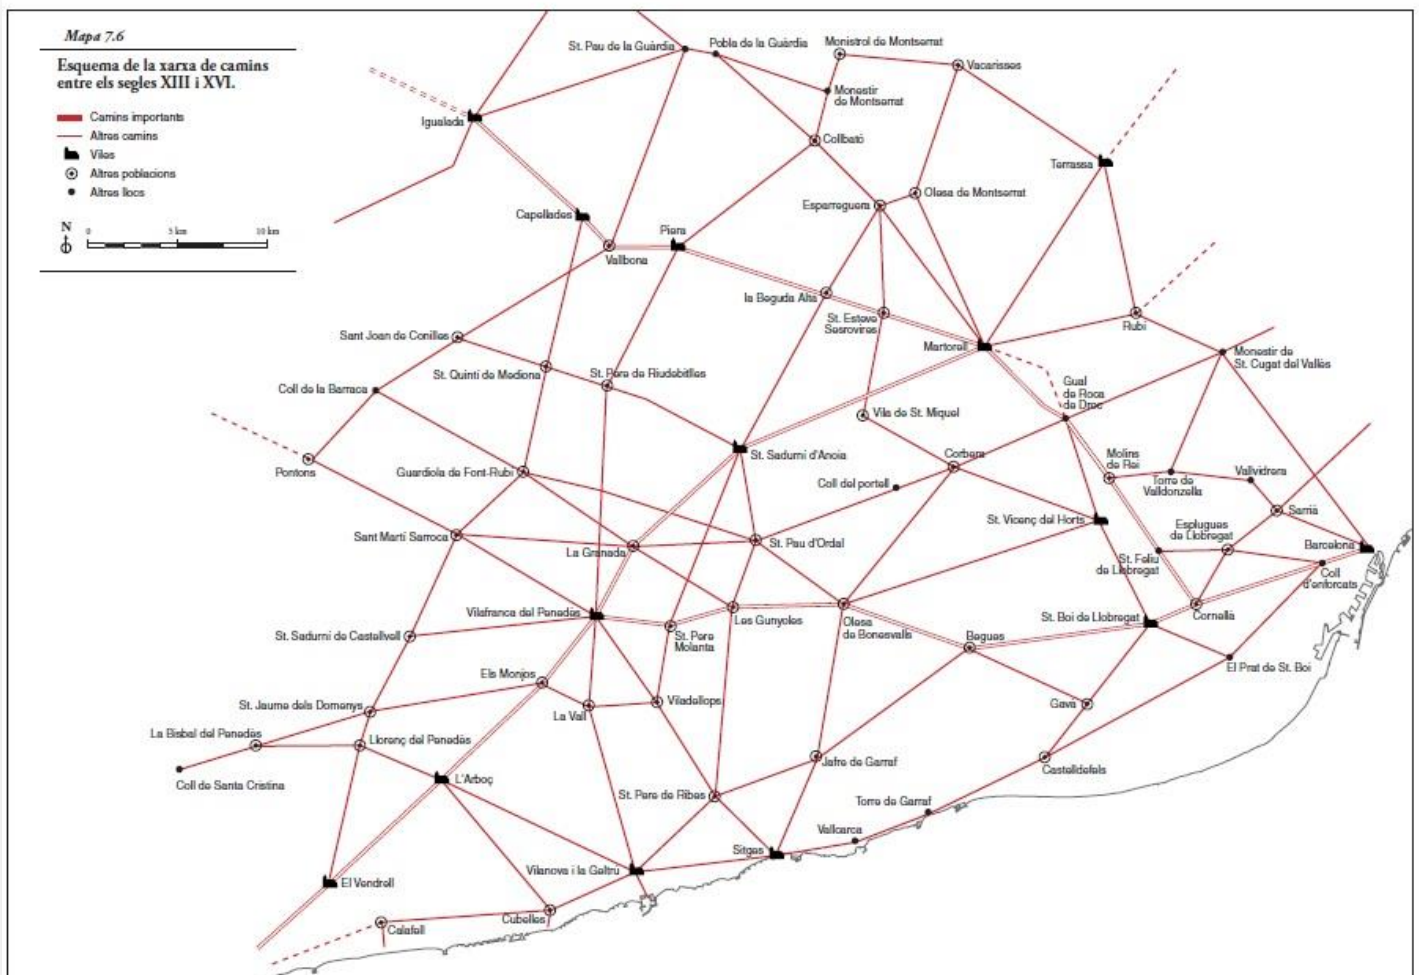 Mapa 7.6
Esquema de la xarxa de camins
entre els segles XIII i XVI.
Camins importants
Altres camins
Viles
Altres poblacions
Altres llocs
N
0
5 km
10 km
St. Pau de la Guàrdia
Pobla de la Guàrdia
Monistrol de Montserrat
Vacarisses
Monestir
de Montserrat
Igualada
Collbató
Terrassa
Olesa de Montserrat
Esparreguera
Capellades
Piera
Vallbona
la Beguda Alta
St. Esteve
Sesrovires
Rubí
Martorell
Sant Joan de Conilles
Monestir de
St. Cugat del Vallès
St. Quintí de Mediona
St. Pere de Riudebitlles
Coll de la Barraca
Gual
de Roca
de Droc
Vila de St. Miquel
Pontons
Guardiola de Font-Rubí
St. Sadurní d'Anoia
Corbera
Molins
de Rei
Torre de
Valldonzella
Vallvidrera
Coll del portell
Sarrià
St. Vicenç del Horts
Esplugues
de Llobregat
Barcelona
Sant Martí Sarroca
La Granada
St. Pau d'Ordal
St. Feliu
de Llobregat
Coll
d'enforcats
Vilafranca del Penedès
Les Gunyoles
Olesa
de Bonesvalls
St. Boi de Llobregat
Cornellà
St. Sadurní de Castellvell
St. Pere
Molanta
Begues
El Prat de St. Boi
Els Monjos
La Vall
Viladellops
Gavà
St. Jaume dels Domenys
La Bisbal del Penedès
Llorenç del Penedès
Coll de Santa Cristina
L'Arboç
Jafre de Garraf
Castelldefels
St. Pere de Ribes
Torre de Garraf
Vallcarca
Sitges
Vilanova i la Geltrú
El Vendrell
Cubelles
Calafell